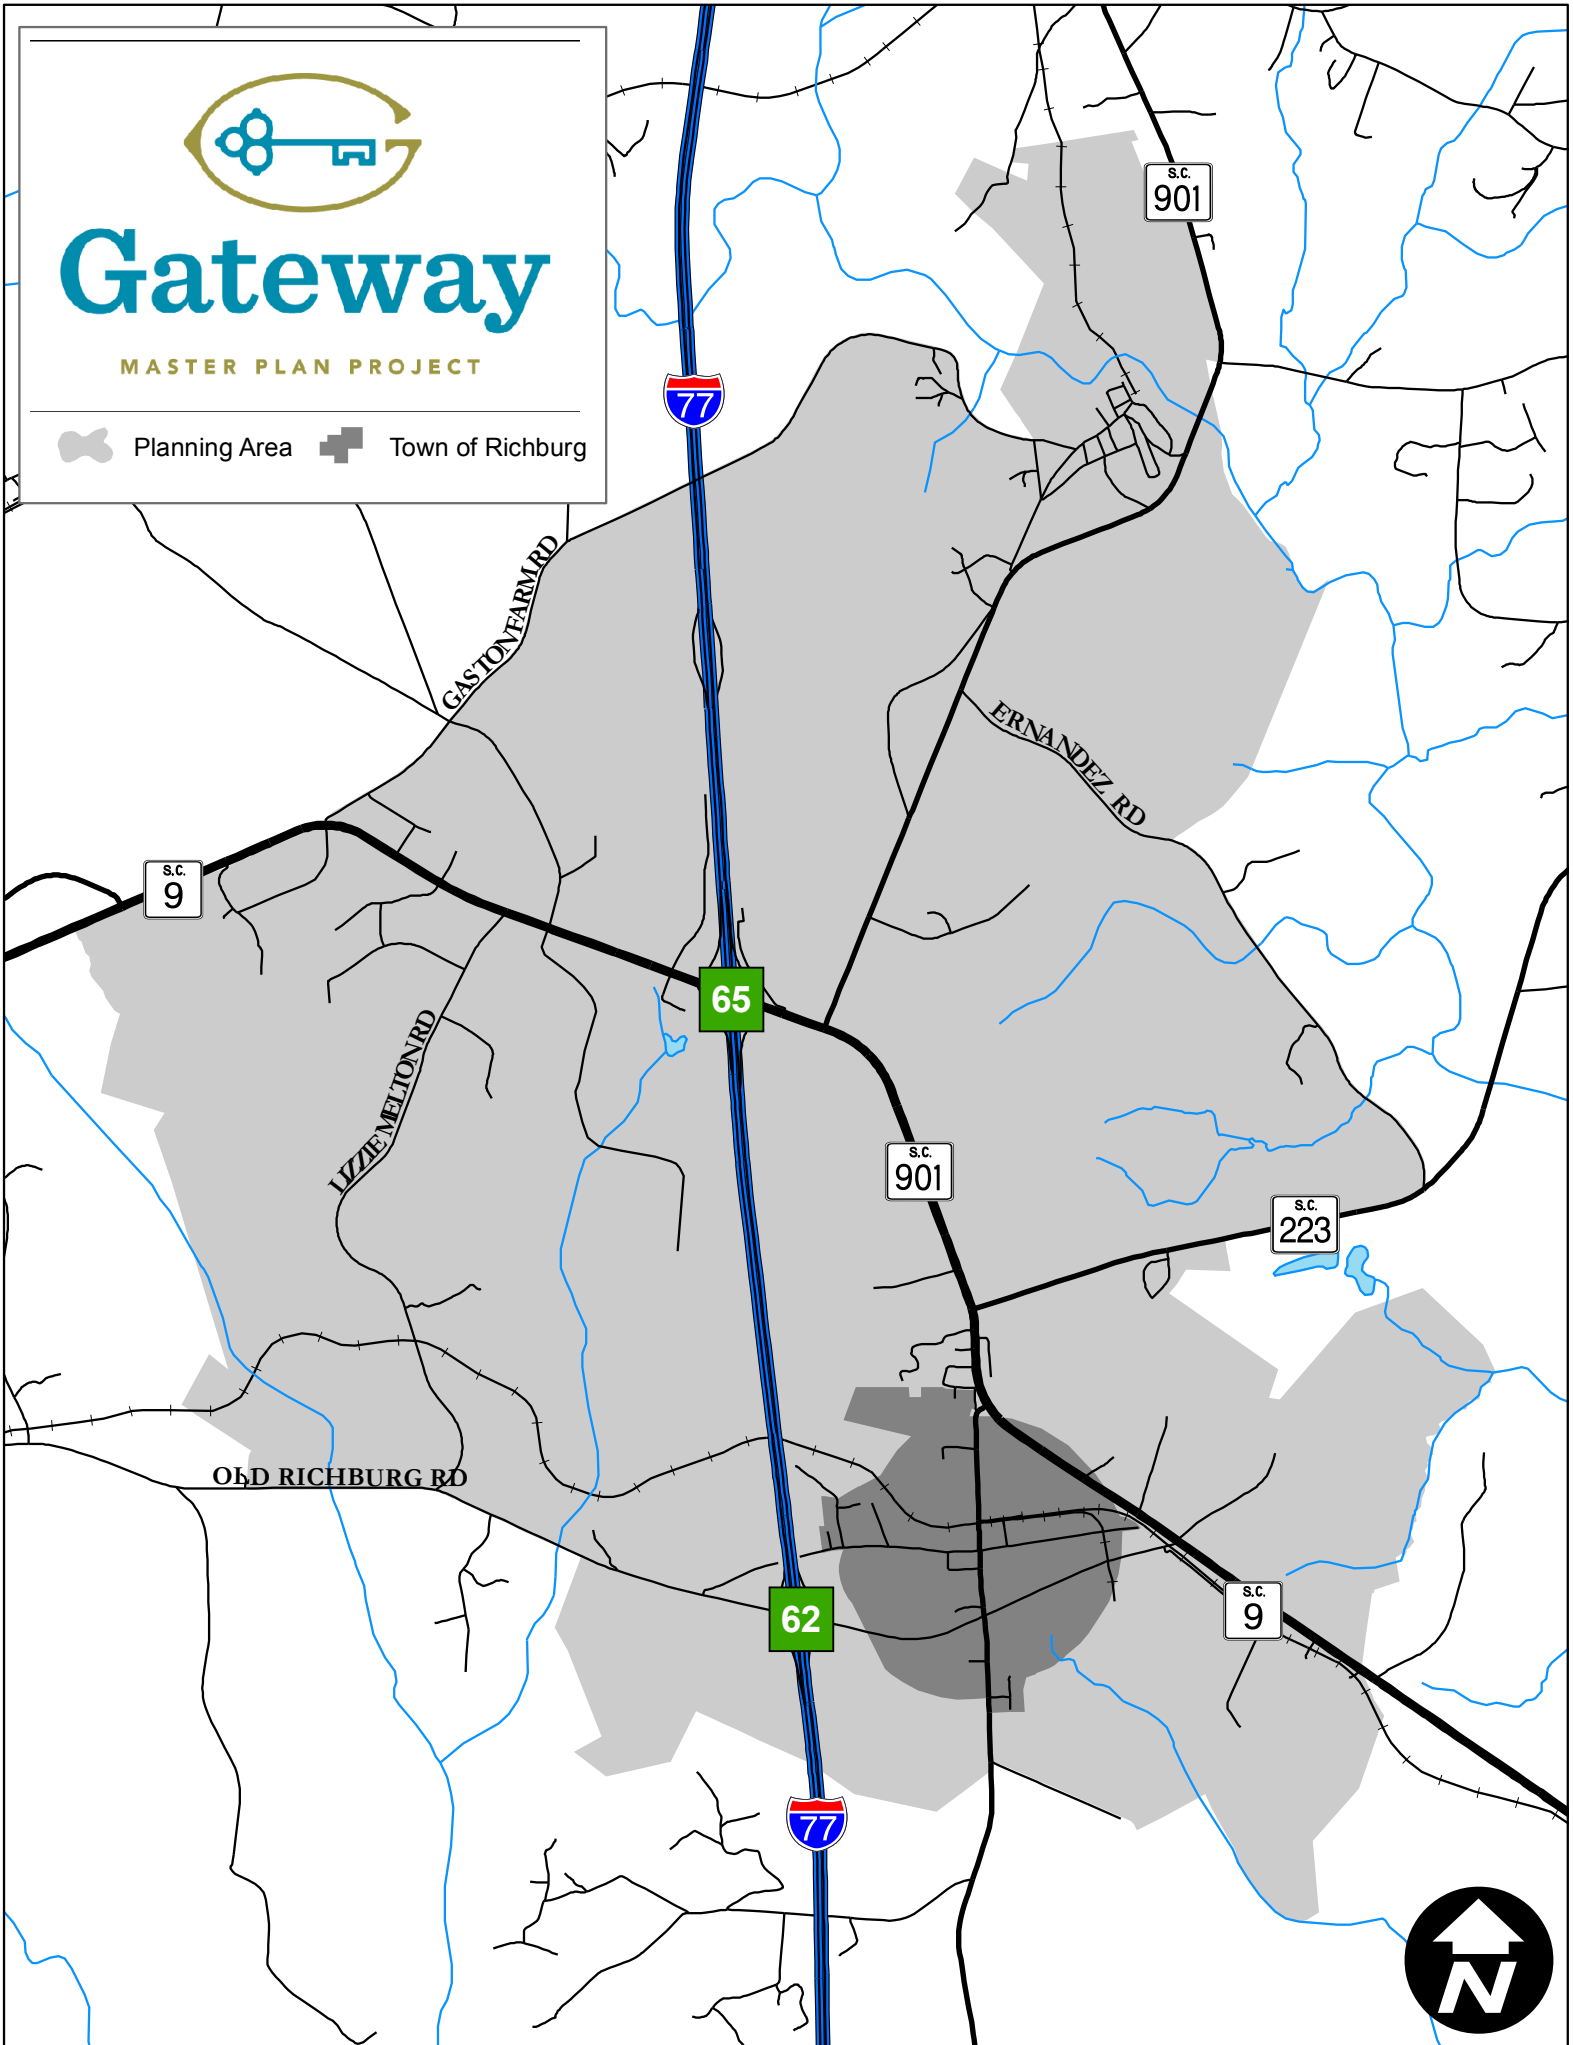 Gateway
MASTER PLAN PROJECT
Planning Area
Town of Richburg
S.C.
901
77
GASTON FARM RD
ERNANDEZ RD
S.C.
9
65
LIZZIE MELTON RD
S.C.
901
S.C.
223
OLD RICHBURG RD
S.C.
9
62
77
N